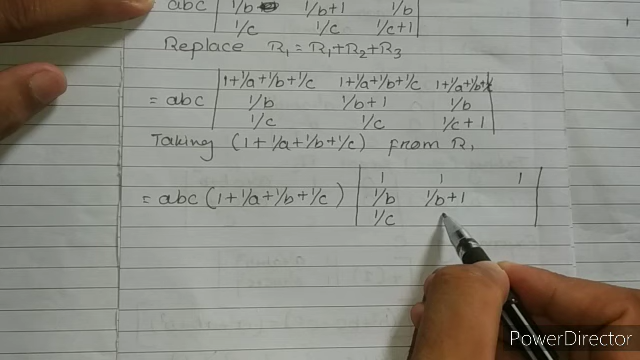 abc | 1/b 1/b+1 1/b |
1/c 1/c 1/c+1
Replace R₁ = R₁+R₂+R₃
1+1/a+1/b+1/c 1+1/a+1/b+1/c 1+1/a+1/b+1/c
= abc | 1/b 1/b+1 1/b |
1/c 1/c 1/c+1
Taking (1+1/a+1/b+1/c) from R₁
1 1 1
= abc (1+1/a+1/b+1/c) | 1/b 1/b+1 |
1/c
PowerDirector